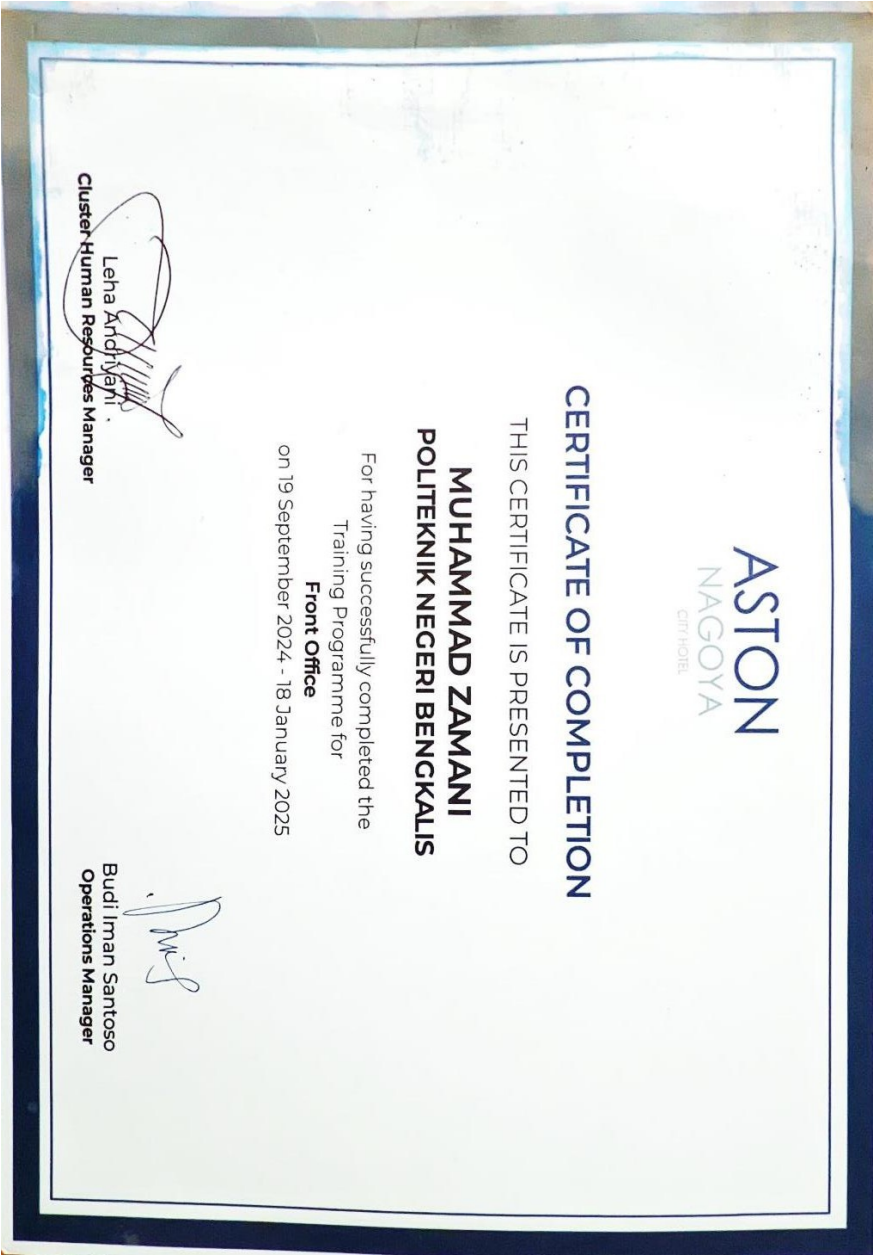 ASTON
NAGOYA
CITY HOTEL
CERTIFICATE OF COMPLETION
THIS CERTIFICATE IS PRESENTED TO
MUHAMMAD ZAMANI
POLITEKNIK NEGERI BENGKALIS
For having successfully completed the
Training Programme for
Front Office
on 19 September 2024 - 18 January 2025
Leha Andriyani
Cluster Human Resources Manager
Budi Iman Santoso
Operations Manager